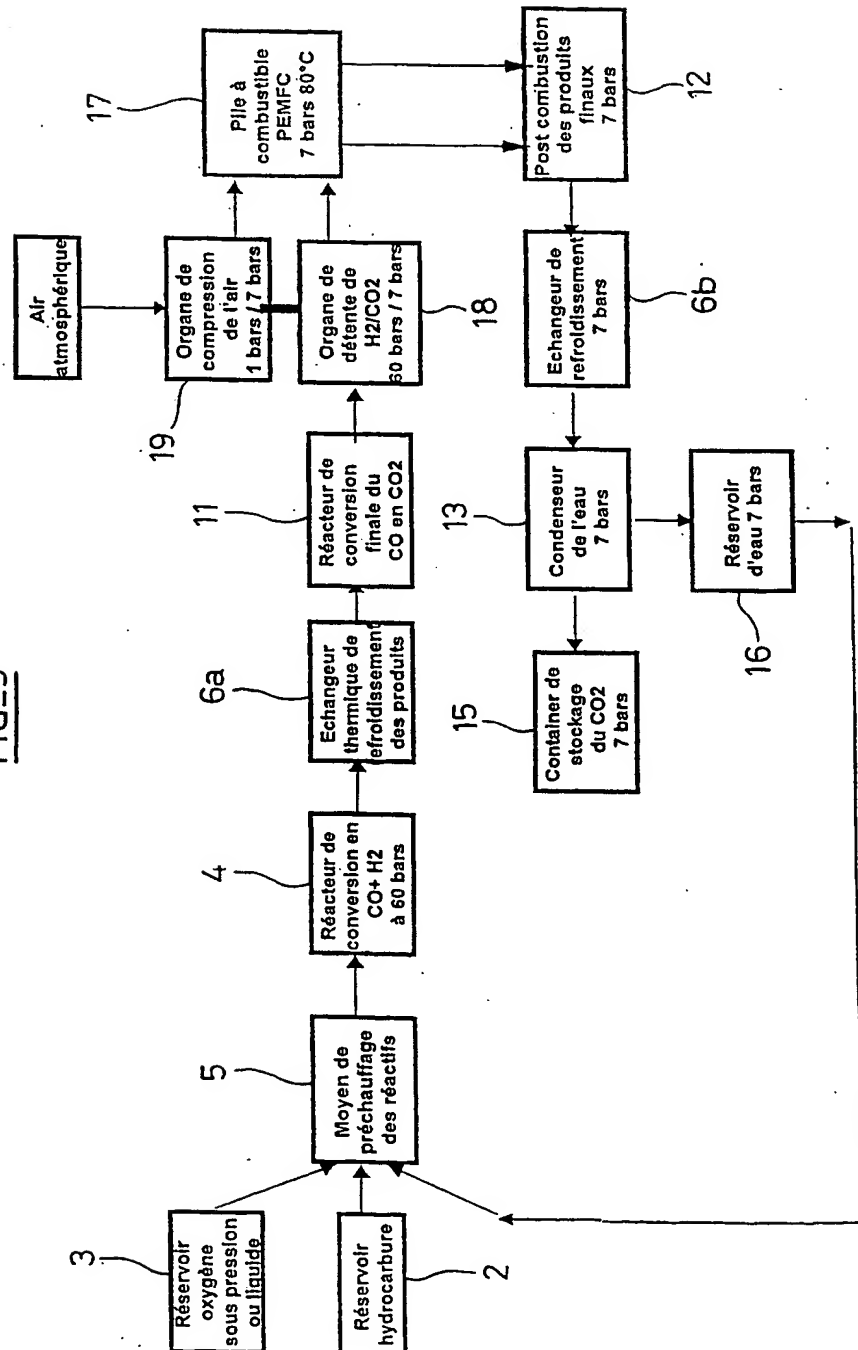 Air
atmosphérique
17
Pile à
combustible
PEMFC
7 bars 80°C
Organe de
compression
de l'air
1 bars / 7 bars
19
Organe de
détente de
H2/CO2
60 bars / 7 bars
18
11
Réacteur de
conversion
finale du
CO en CO2
6a
Echangeur
thermique de
refroidissement
des produits
4
Réacteur de
conversion en
CO+ H2
à 60 bars
5
Moyen de
préchauffage
des réactifs
3
Réservoir
oxygène
sous pression
ou liquide
Réservoir
hydrocarbure
2
Post combustion
des produits
finaux
7 bars
12
Echangeur de
refroidissement
7 bars
6b
13
Condenseur
de l'eau
7 bars
15
Container de
stockage
du CO2
7 bars
Réservoir
d'eau 7 bars
16